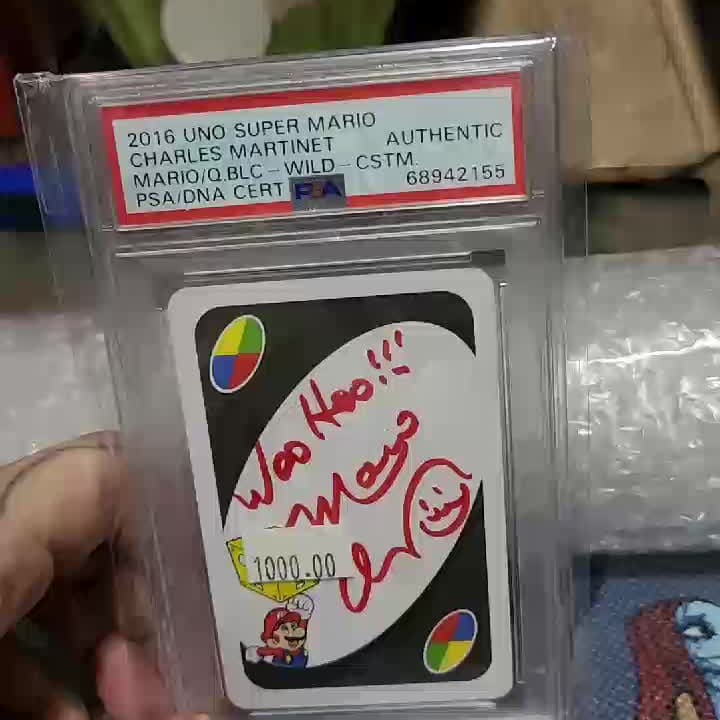 2016 UNO SUPER MARIO
CHARLES MARTINET AUTHENTIC
MARIO/Q.BLC - WILD - CSTM.
PSA/DNA CERT PSA 68942155
Woo Hoo!!!
Mario
1000.00